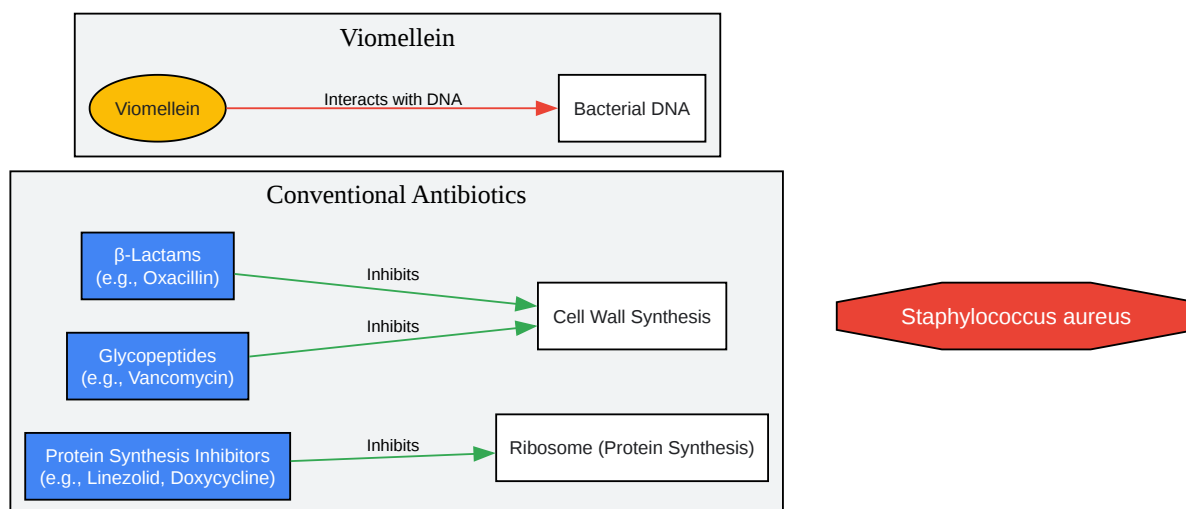 Viomellein
Viomellein
Interacts with DNA
Bacterial DNA
Conventional Antibiotics
β-Lactams
(e.g., Oxacillin)
Inhibits
Cell Wall Synthesis
Glycopeptides
(e.g., Vancomycin)
Inhibits
Protein Synthesis Inhibitors
(e.g., Linezolid, Doxycycline)
Inhibits
Ribosome (Protein Synthesis)
Staphylococcus aureus